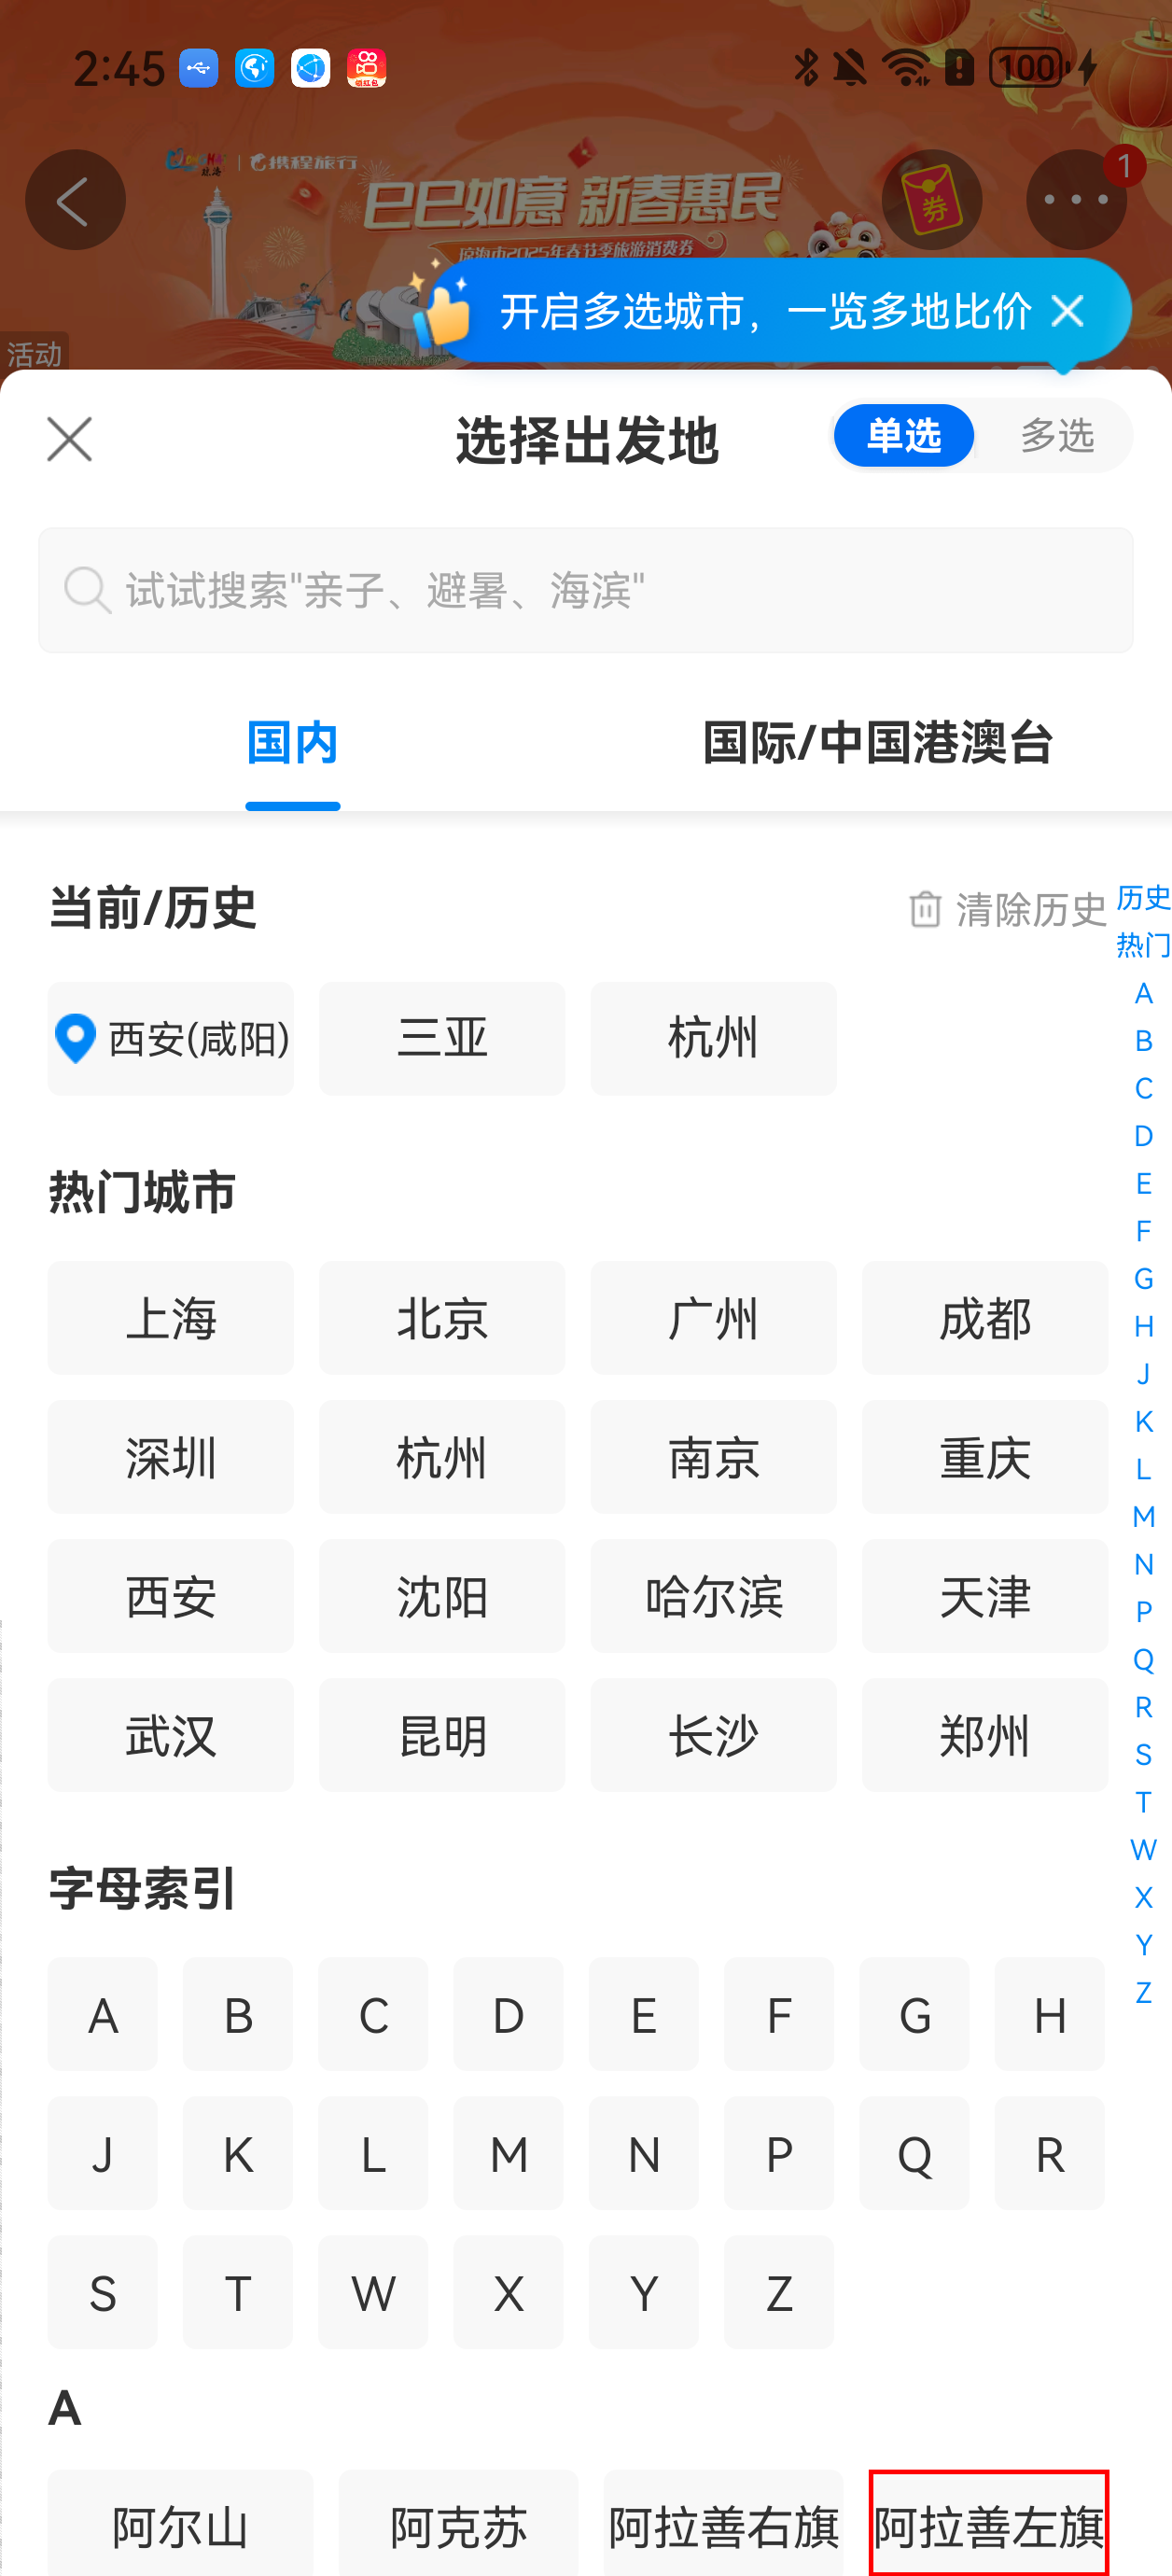 2:45
领红包
100
携程旅行
巳巳如意 新春惠民
琼海市2025年春节季旅游消费券
券
1
开启多选城市，一览多地比价
活动
选择出发地
单选
多选
试试搜索"亲子、避暑、海滨"
国内
国际/中国港澳台
当前/历史
清除历史
西安(咸阳)
三亚
杭州
热门城市
上海
北京
广州
成都
深圳
杭州
南京
重庆
西安
沈阳
哈尔滨
天津
武汉
昆明
长沙
郑州
字母索引
A B C D E F G H
J K L M N P Q R
S T W X Y Z
A
阿尔山
阿克苏
阿拉善右旗
阿拉善左旗
历史
热门
A
B
C
D
E
F
G
H
J
K
L
M
N
P
Q
R
S
T
W
X
Y
Z